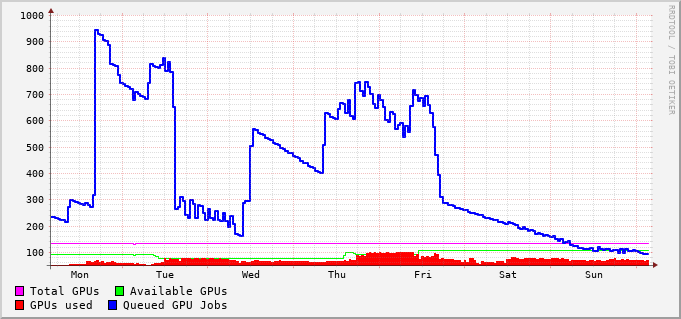 1000
900
800
700
600
500
400
300
200
100
Mon Tue Wed Thu Fri Sat Sun
RRDTOOL / TOBI OETIKER
Total GPUs Available GPUs
GPUs used Queued GPU Jobs